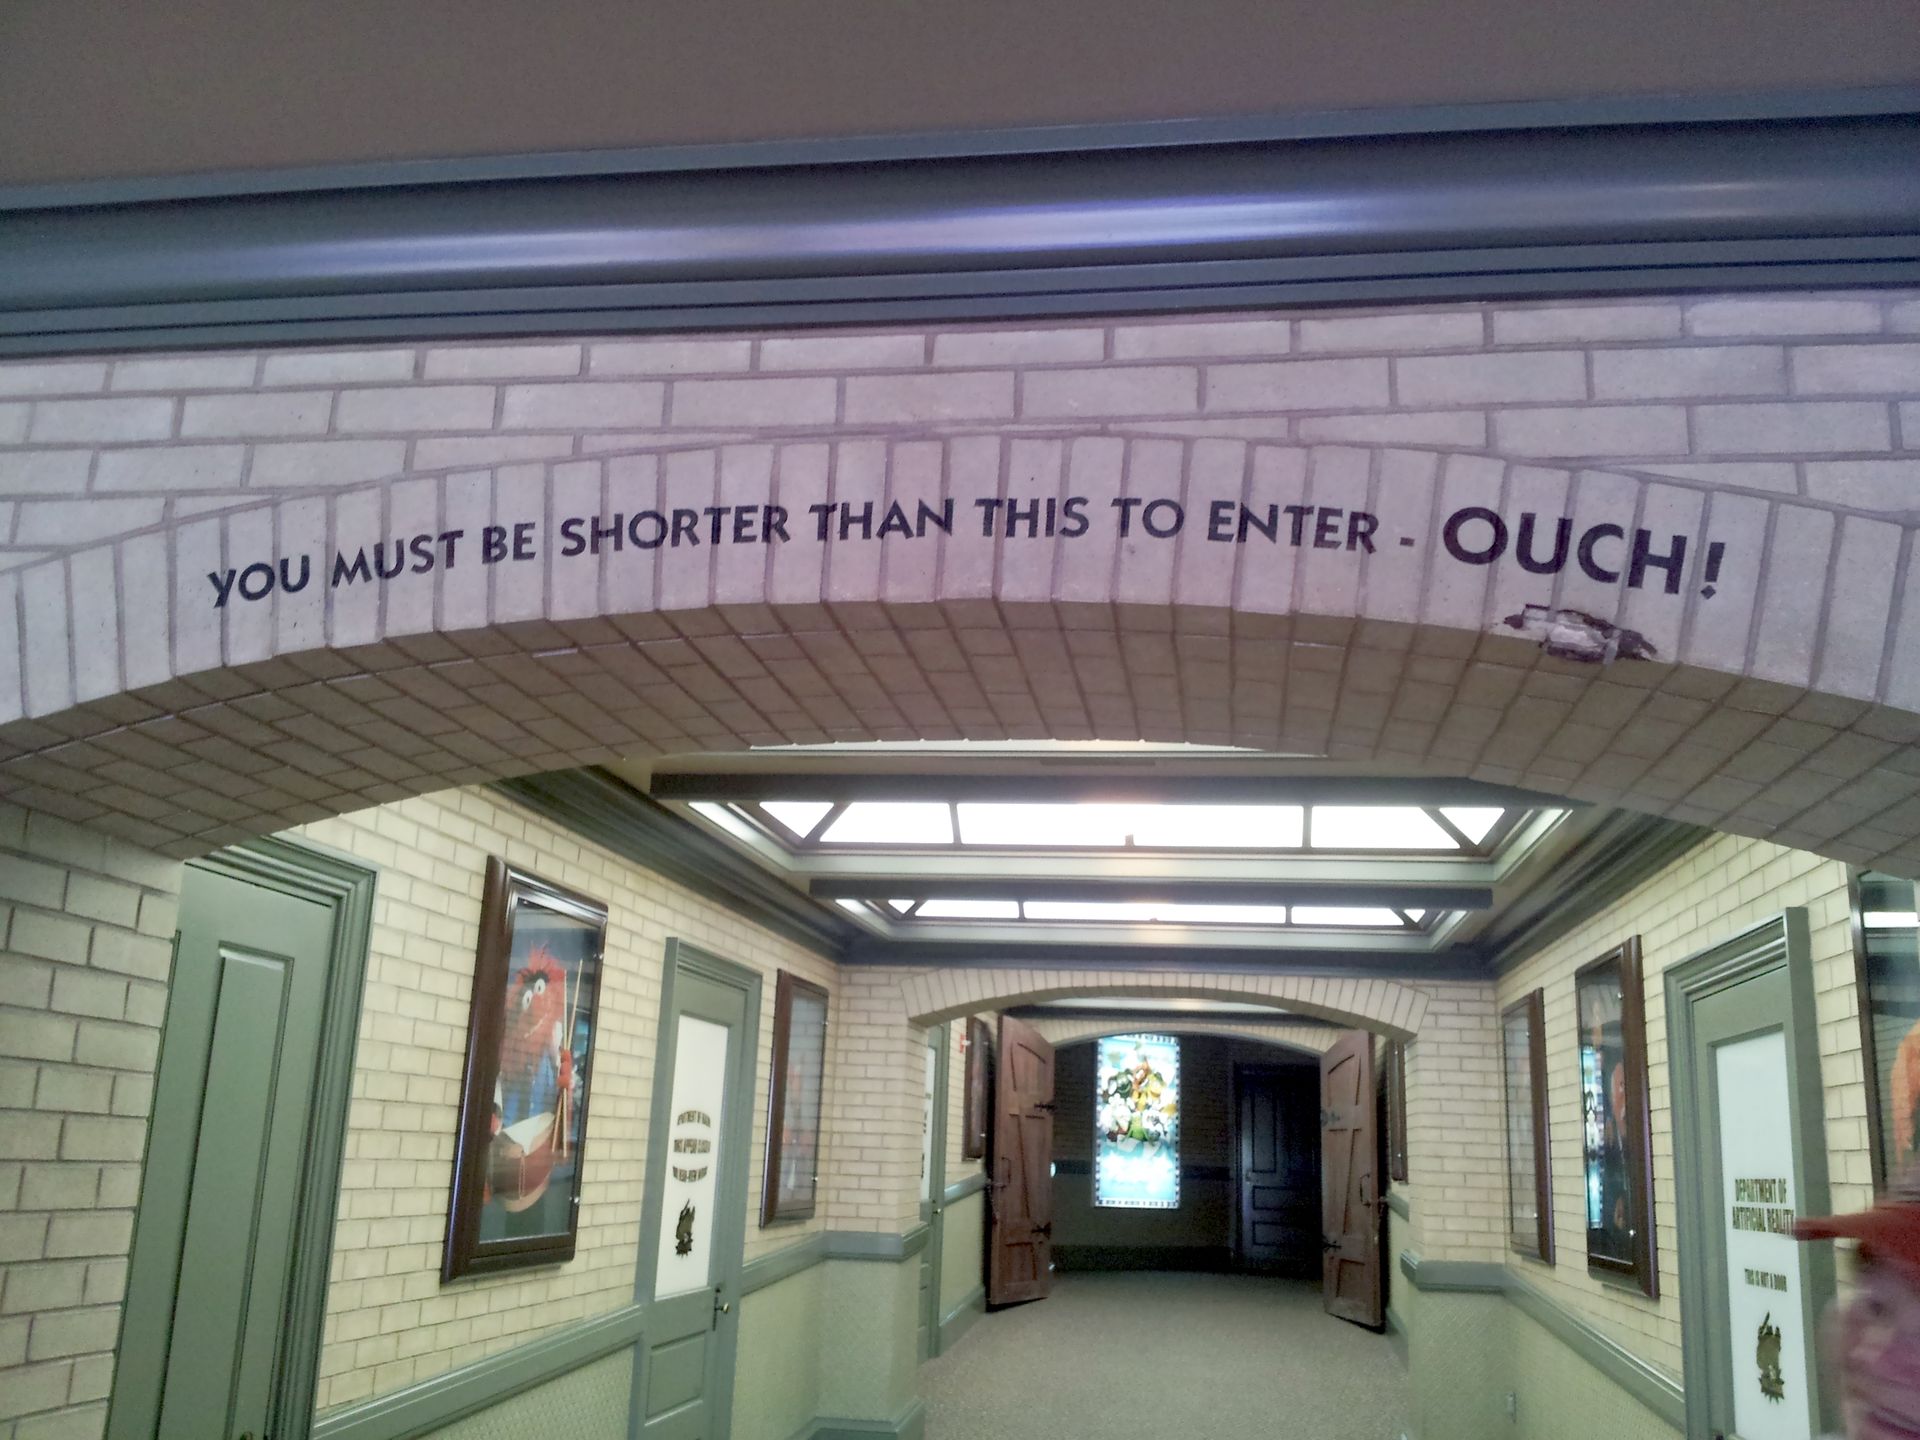 YOU MUST BE SHORTER THAN THIS TO ENTER - OUCH!
DEPARTMENT OF
ARTIFICIAL REALITY
THIS IS NOT A DOOR